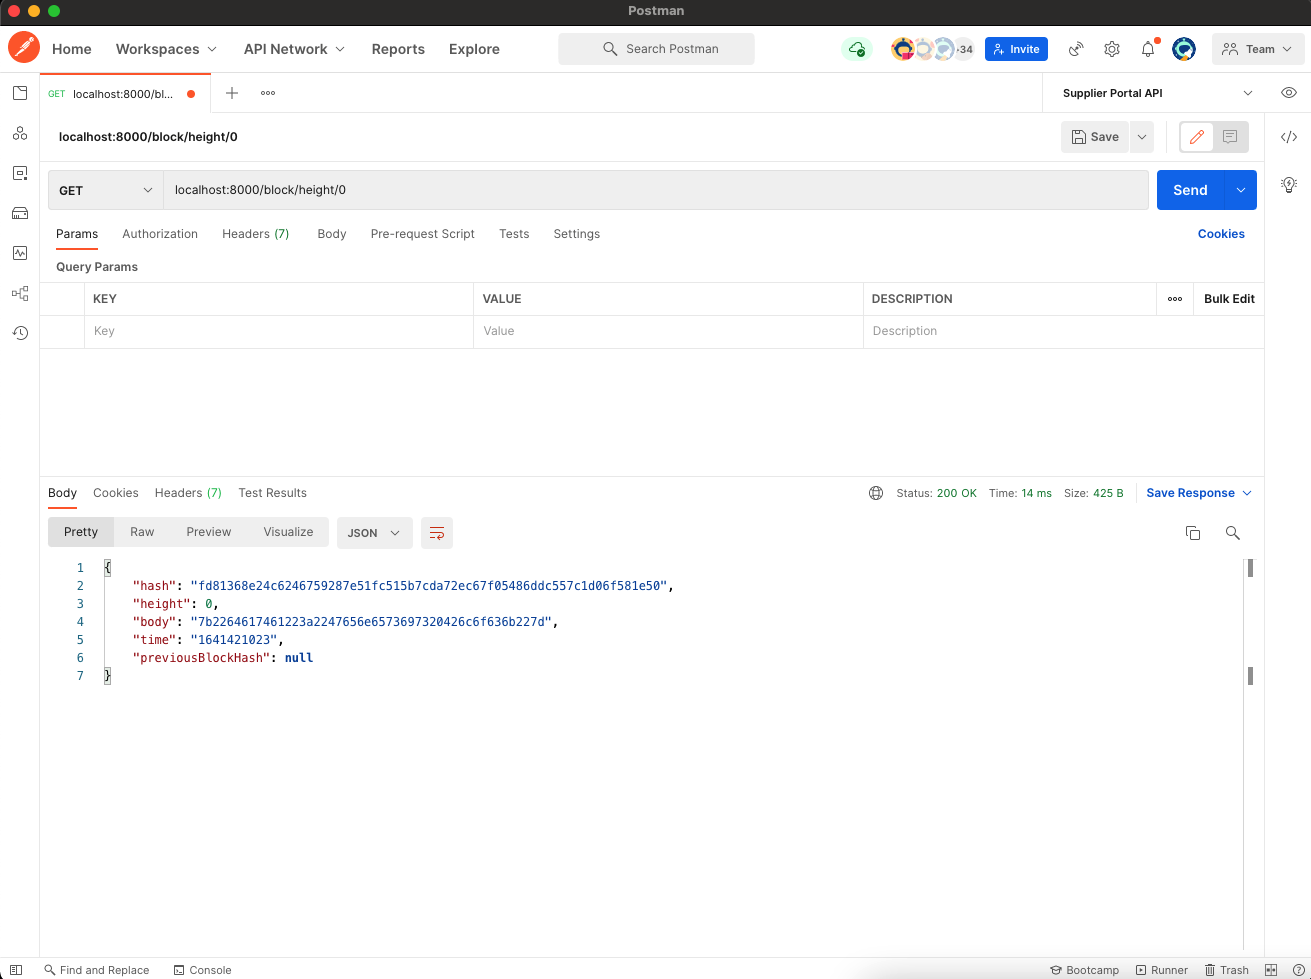 Postman
Home Workspaces API Network Reports Explore Search Postman +34 Invite Team
GET localhost:8000/bl... Supplier Portal API
localhost:8000/block/height/0 Save
GET localhost:8000/block/height/0 Send
Params Authorization Headers (7) Body Pre-request Script Tests Settings Cookies
Query Params
KEY VALUE DESCRIPTION Bulk Edit
Key Value Description
Body Cookies Headers (7) Test Results Status: 200 OK Time: 14 ms Size: 425 B Save Response
Pretty Raw Preview Visualize JSON
1 {
2 "hash": "fd81368e24c6246759287e51fc515b7cda72ec67f05486ddc557c1d06f581e50",
3 "height": 0,
4 "body": "7b2264617461223a2247656e6573697320426c6f636b227d",
5 "time": "1641421023",
6 "previousBlockHash": null
7 }
Find and Replace Console Bootcamp Runner Trash